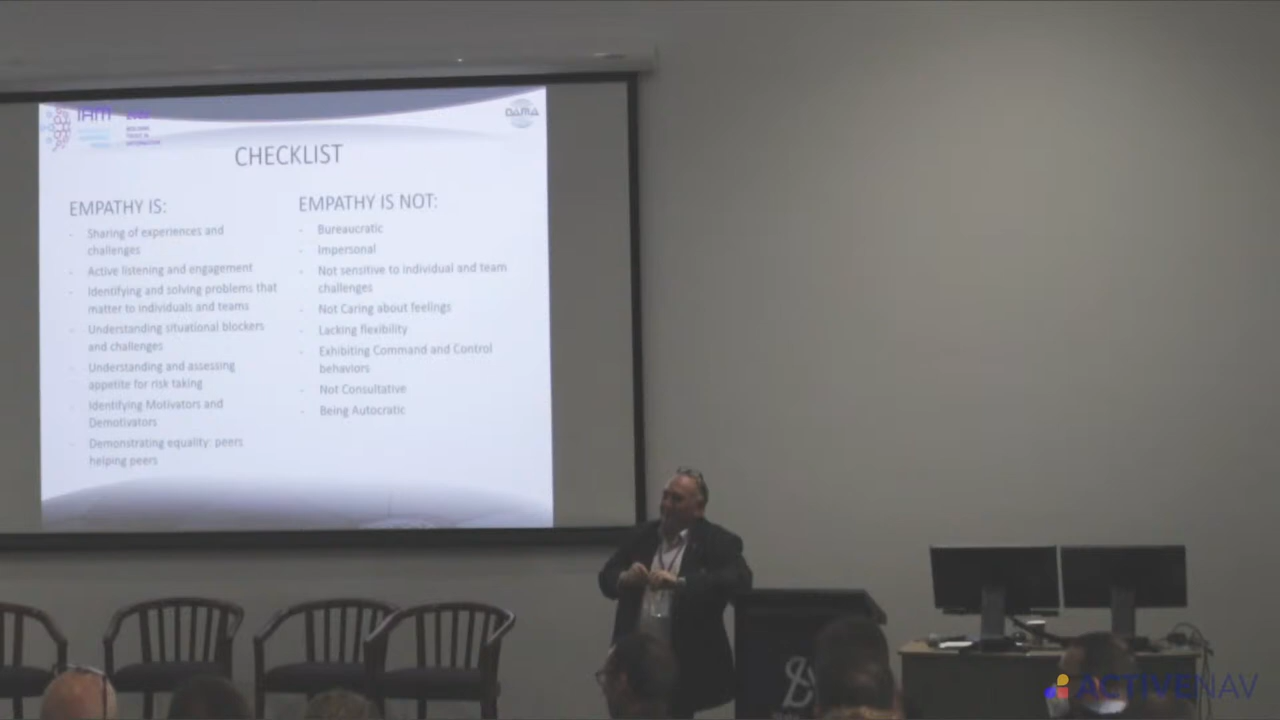 IAM
DAMA
CHECKLIST
EMPATHY IS:
- Sharing of experiences and
challenges
- Active listening and engagement
- Identifying and solving problems that
matter to individuals and teams
- Understanding situational blockers
and challenges
- Understanding and assessing
appetite for risk taking
- Identifying Motivators and
Demotivators
- Demonstrating equality: peers
helping peers
EMPATHY IS NOT:
- Bureaucratic
- Impersonal
- Not sensitive to individual and team
challenges
- Not Caring about feelings
- Lacking flexibility
- Exhibiting Command and Control
behaviors
- Not Consultative
- Being Autocratic
ACTIVENAV